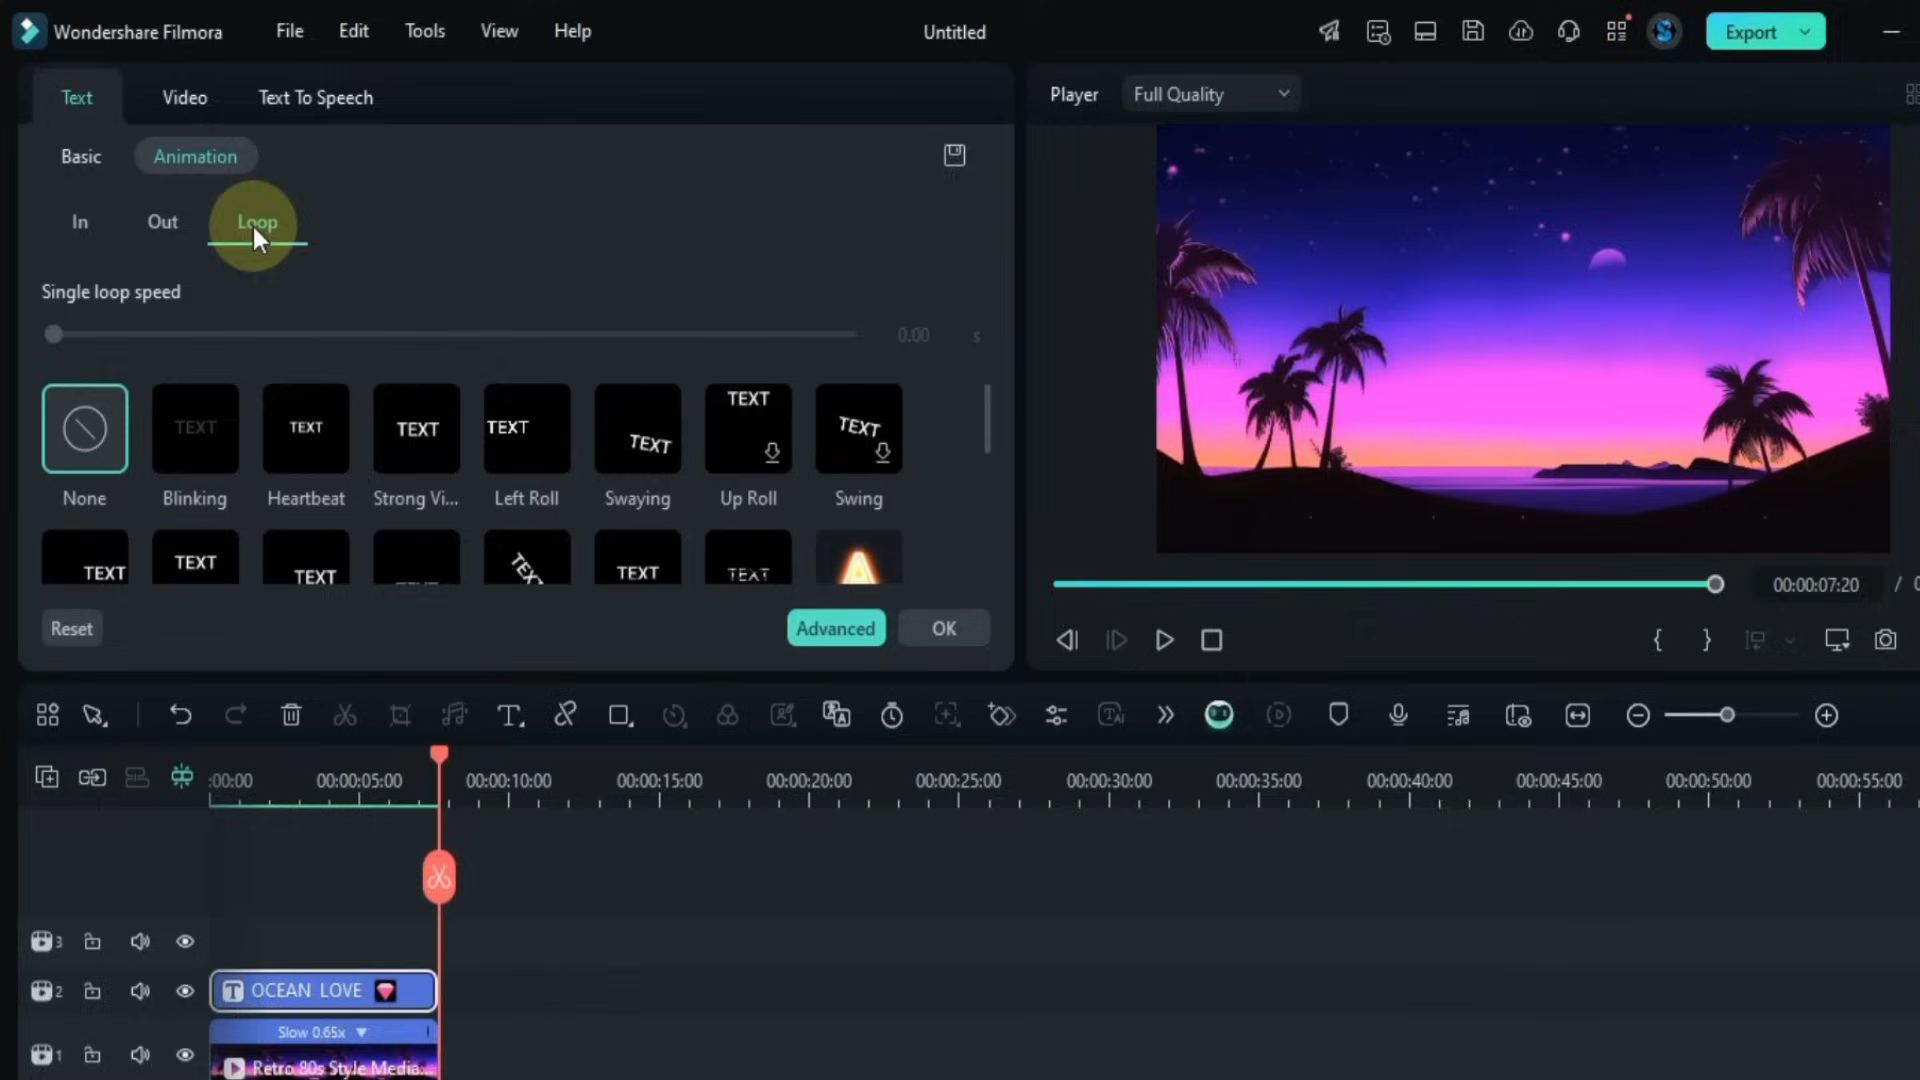 Wondershare Filmora File Edit Tools View Help Untitled Export
Text Video Text To Speech
Player Full Quality
Basic Animation
In Out Loop
Single loop speed
0.00 s
TEXT TEXT TEXT TEXT TEXT TEXT TEXT
None Blinking Heartbeat Strong Vi... Left Roll Swaying Up Roll Swing
TEXT TEXT TEXT TEXT TEXT TEXT A
00:00:07:20 /
Reset Advanced OK
:00:00 00:00:05:00 00:00:10:00 00:00:15:00 00:00:20:00 00:00:25:00 00:00:30:00 00:00:35:00 00:00:40:00 00:00:45:00 00:00:50:00 00:00:55:00
3
2 T OCEAN LOVE
Slow 0.65x
1 Retro 80s Style Media...